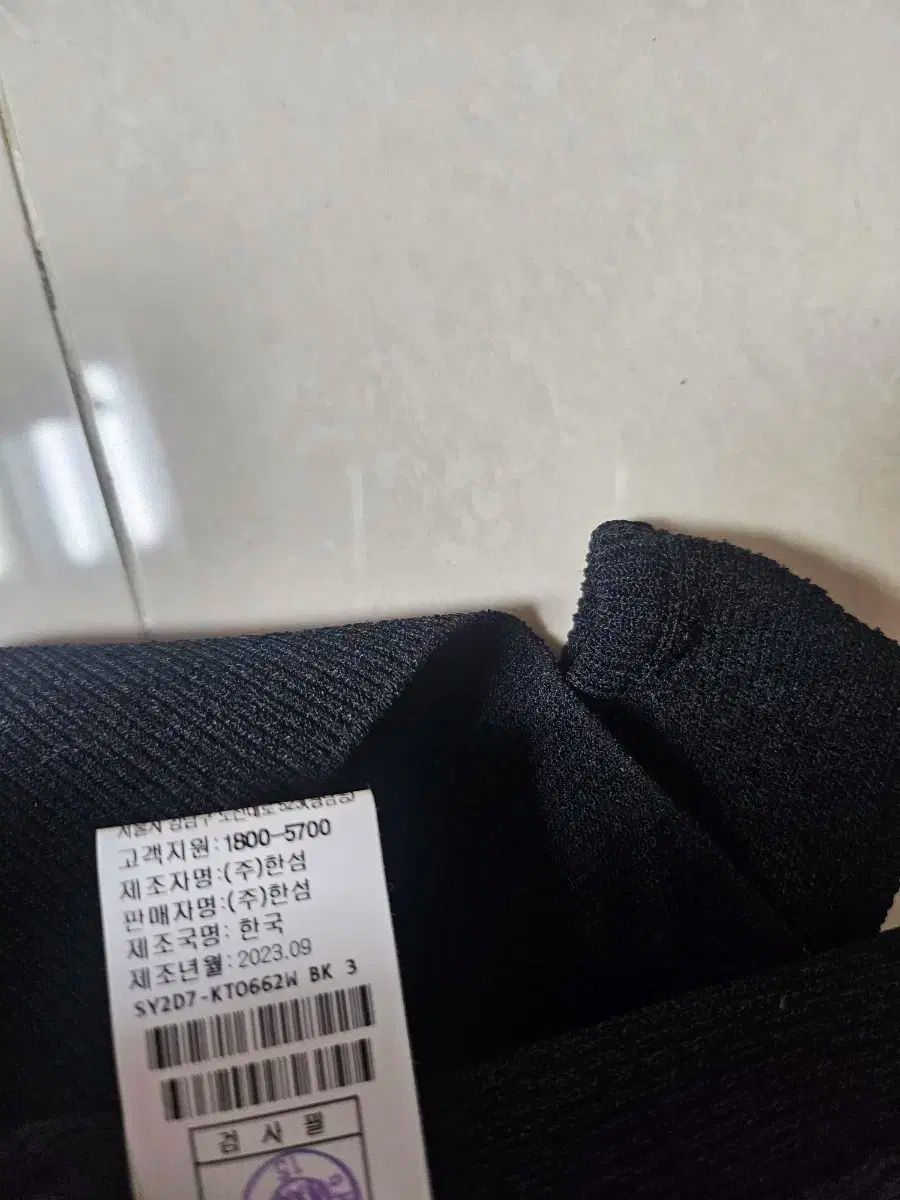 고객지원:1800-5700
제조자명:(주)한섬
판매자명:(주)한섬
제조국명: 한국
제조년월:2023.09
SY2D7-KT0662W BK 3
검 사 필
15